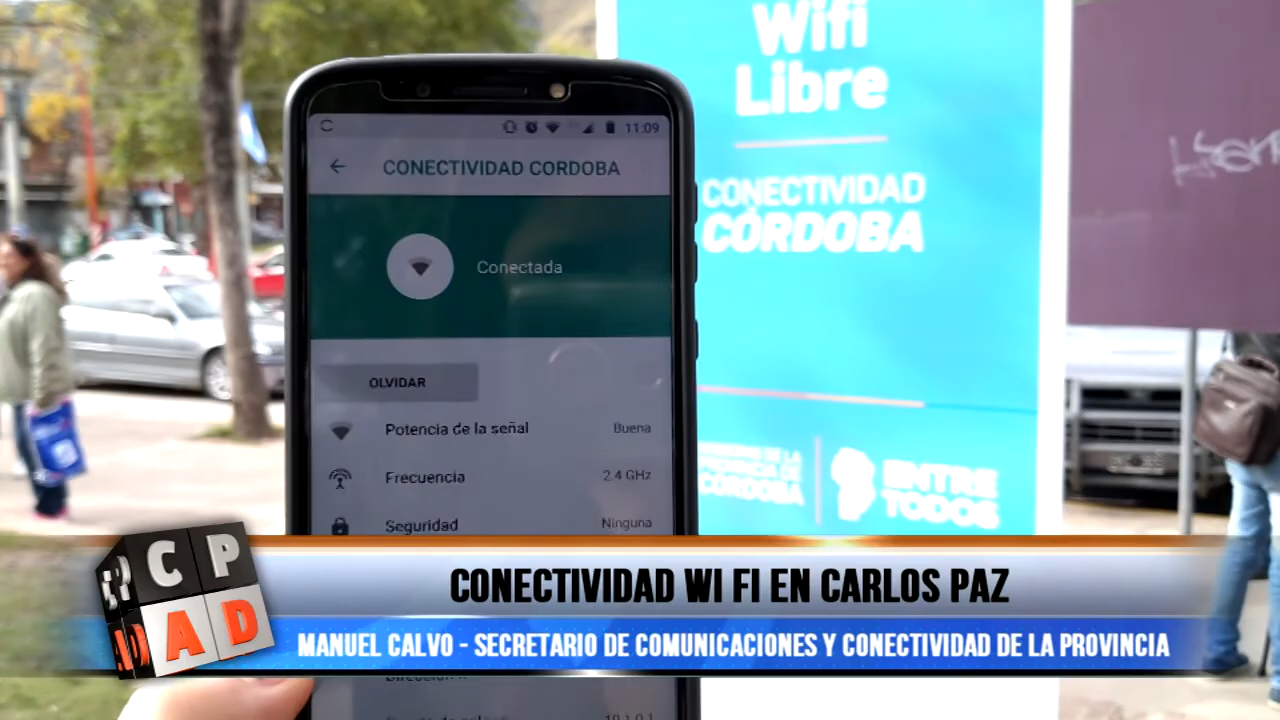 Wifi
Libre
CONECTIVIDAD
CÓRDOBA
ENTRE
TODOS
11:09
CONECTIVIDAD CORDOBA
Conectada
OLVIDAR
Potencia de la señal Buena
Frecuencia 2.4 GHz
Seguridad Ninguna
CP
AD
CONECTIVIDAD WI FI EN CARLOS PAZ
MANUEL CALVO - SECRETARIO DE COMUNICACIONES Y CONECTIVIDAD DE LA PROVINCIA